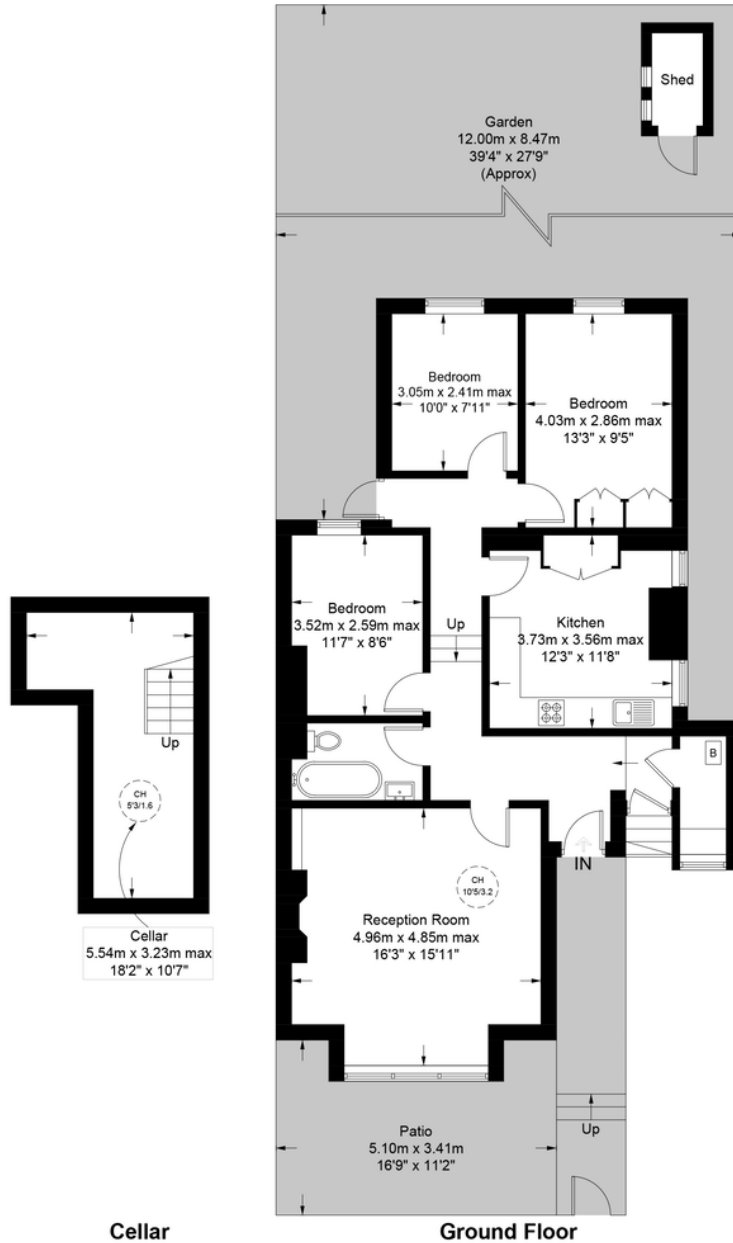 Shed
Garden
12.00m x 8.47m
39'4" x 27'9"
(Approx)
Bedroom
3.05m x 2.41m max
10'0" x 7'11"
Bedroom
4.03m x 2.86m max
13'3" x 9'5"
Bedroom
3.52m x 2.59m max
11'7" x 8'6"
Up
Kitchen
3.73m x 3.56m max
12'3" x 11'8"
Up
B
CH
5'3/1.6
IN
CH
10'5/3.2
Reception Room
4.96m x 4.85m max
16'3" x 15'11"
Cellar
5.54m x 3.23m max
18'2" x 10'7"
Up
Patio
5.10m x 3.41m
16'9" x 11'2"
Cellar
Ground Floor